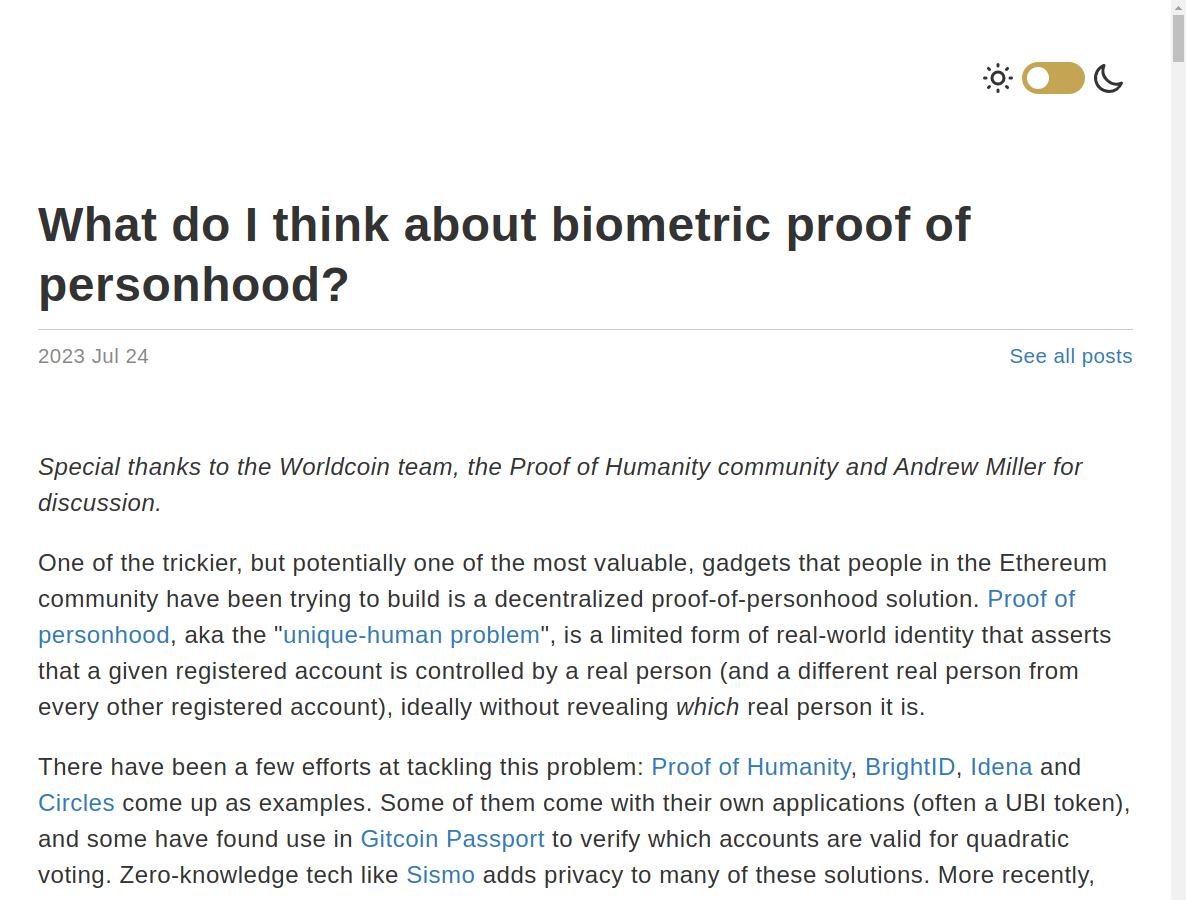 What do I think about biometric proof of
personhood?
2023 Jul 24
See all posts
Special thanks to the Worldcoin team, the Proof of Humanity community and Andrew Miller for
discussion.
One of the trickier, but potentially one of the most valuable, gadgets that people in the Ethereum
community have been trying to build is a decentralized proof-of-personhood solution. Proof of
personhood, aka the "unique-human problem", is a limited form of real-world identity that asserts
that a given registered account is controlled by a real person (and a different real person from
every other registered account), ideally without revealing which real person it is.
There have been a few efforts at tackling this problem: Proof of Humanity, BrightID, Idena and
Circles come up as examples. Some of them come with their own applications (often a UBI token),
and some have found use in Gitcoin Passport to verify which accounts are valid for quadratic
voting. Zero-knowledge tech like Sismo adds privacy to many of these solutions. More recently,